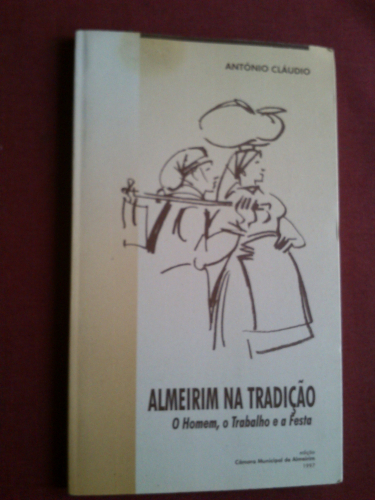 ANTÓNIO CLÁUDIO
ALMEIRIM NA TRADIÇÃO
O Homem, o Trabalho e a Festa
edição
Câmara Municipal de Almeirim
1997